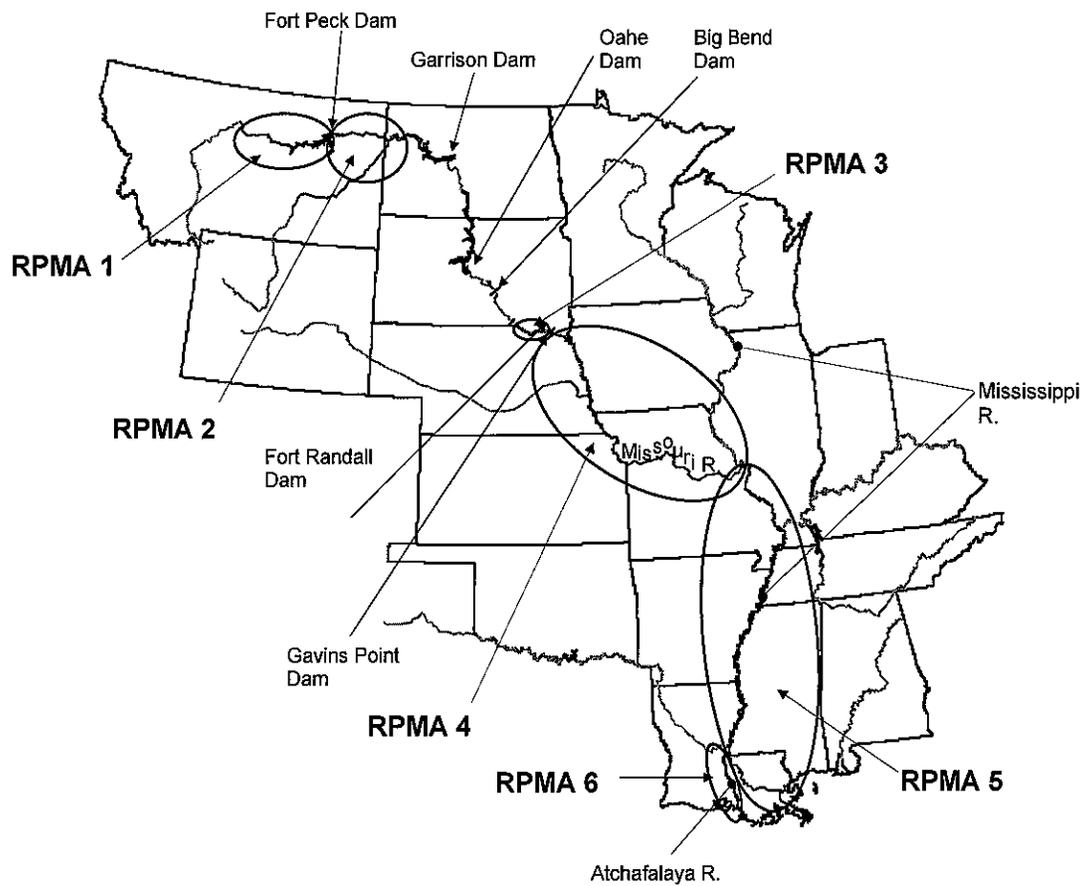 Fort Peck Dam
Garrison Dam
Oahe
Dam
Big Bend
Dam
RPMA 3
RPMA 1
RPMA 2
Mississippi
R.
Fort Randall
Dam
Missouri R.
Gavins Point
Dam
RPMA 4
RPMA 6
RPMA 5
Atchafalaya R.